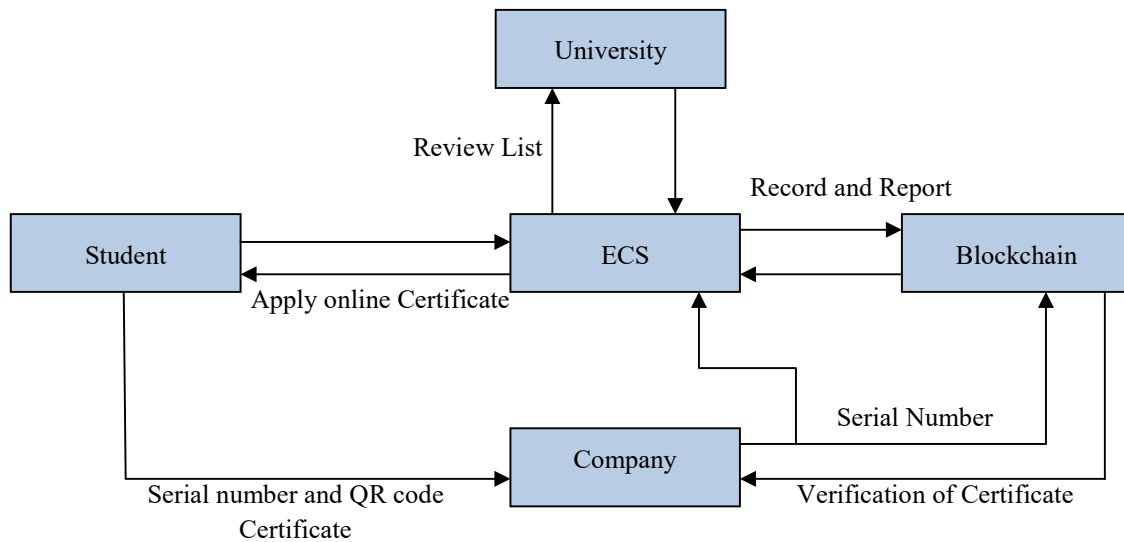 University
Review List
Record and Report
Student
ECS
Blockchain
Apply online Certificate
Serial Number
Company
Serial number and QR code
Certificate
Verification of Certificate